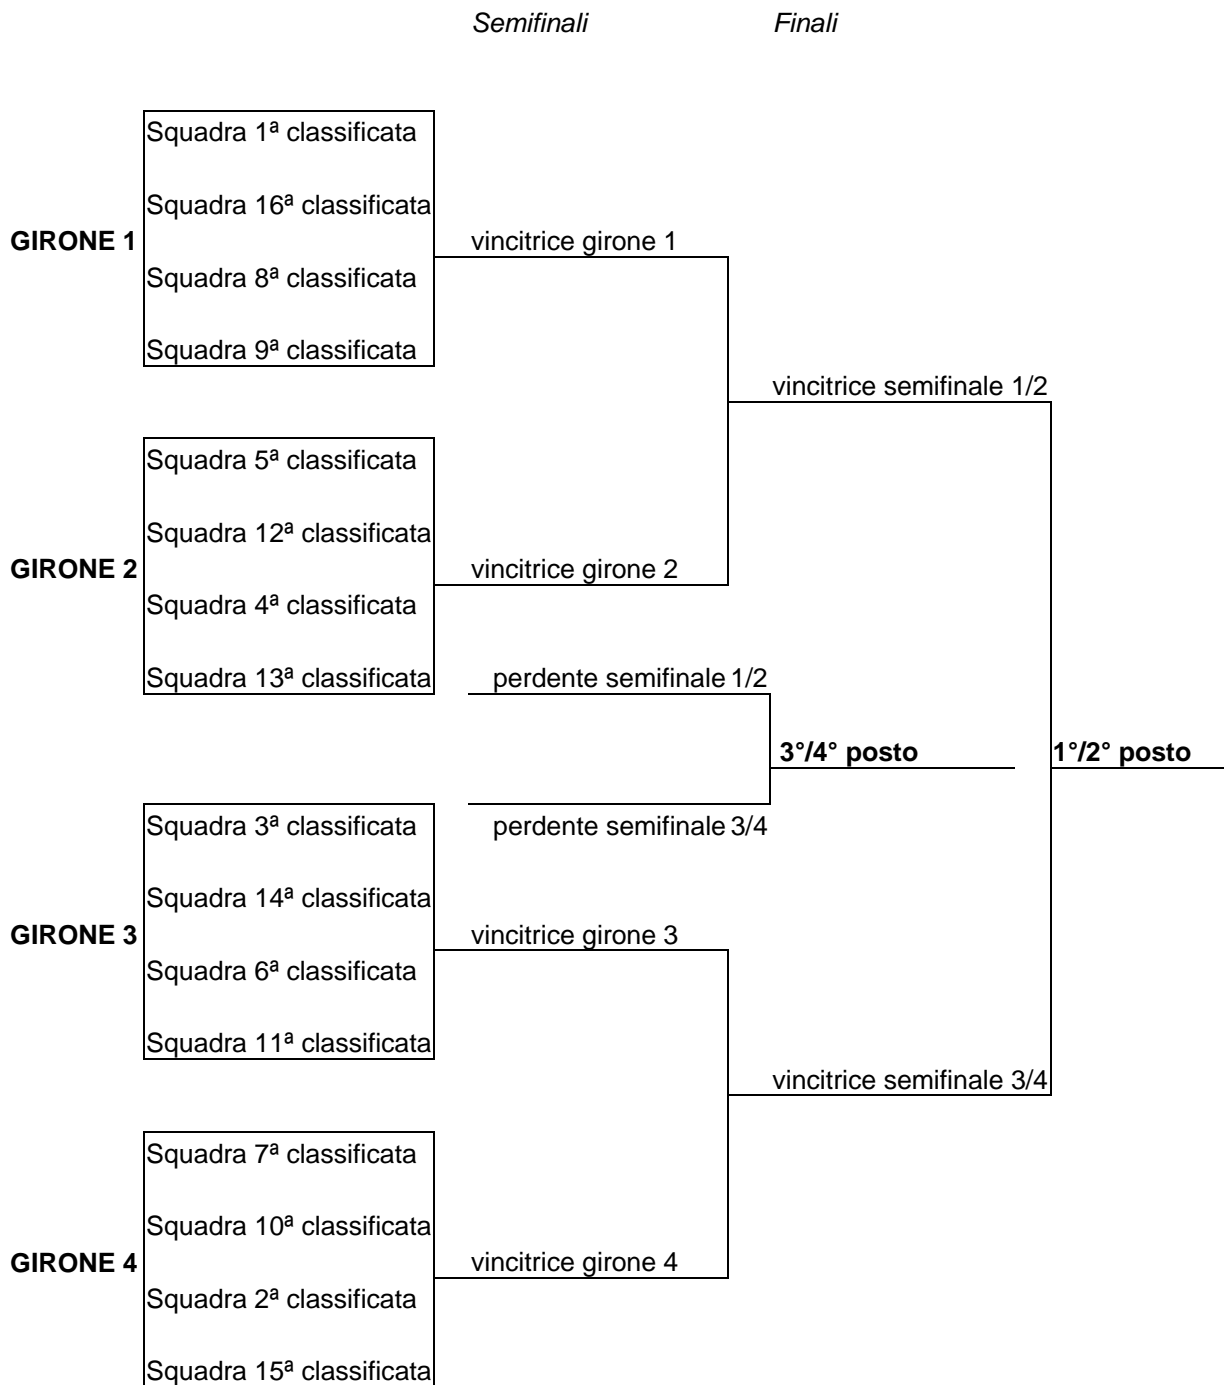 Semifinali
Finali
Squadra 1ª classificata
Squadra 16ª classificata
GIRONE 1
vincitrice girone 1
Squadra 8ª classificata
Squadra 9ª classificata
vincitrice semifinale 1/2
Squadra 5ª classificata
Squadra 12ª classificata
GIRONE 2
vincitrice girone 2
Squadra 4ª classificata
Squadra 13ª classificata
perdente semifinale 1/2
3°/4° posto
1°/2° posto
Squadra 3ª classificata
perdente semifinale 3/4
Squadra 14ª classificata
GIRONE 3
vincitrice girone 3
Squadra 6ª classificata
Squadra 11ª classificata
vincitrice semifinale 3/4
Squadra 7ª classificata
Squadra 10ª classificata
GIRONE 4
vincitrice girone 4
Squadra 2ª classificata
Squadra 15ª classificata